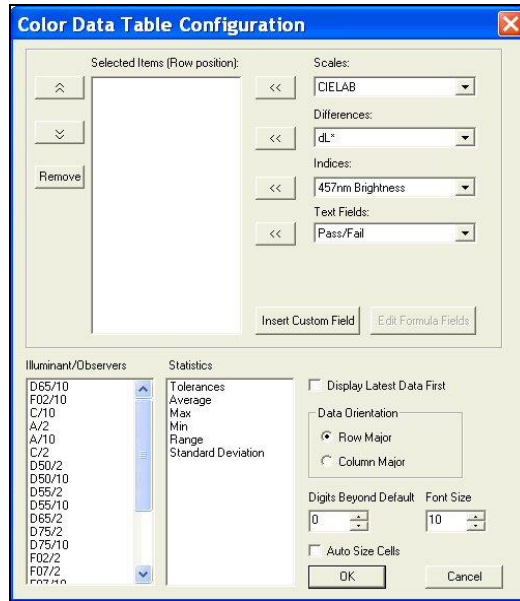 Color Data Table Configuration
Selected Items (Row position):
Scales:
<<
CIELAB
Differences:
<<
dL*
Remove
Indices:
<<
457nm Brightness
Text Fields:
<<
Pass/Fail
Insert Custom Field
Edit Formula Fields
Illuminant/Observers
D65/10
F02/10
C/10
A/2
A/10
C/2
D50/2
D50/10
D55/2
D55/10
D65/2
D75/2
D75/10
F02/2
F07/2
F07/10
Statistics
Tolerances
Average
Max
Min
Range
Standard Deviation
Display Latest Data First
Data Orientation
Row Major
Column Major
Digits Beyond Default
Font Size
0
10
Auto Size Cells
OK
Cancel